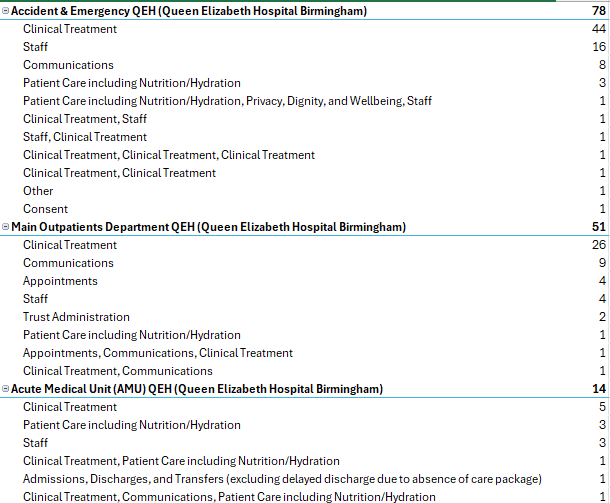 Accident & Emergency QEH (Queen Elizabeth Hospital Birmingham) 78
Clinical Treatment 44
Staff 16
Communications 8
Patient Care including Nutrition/Hydration 3
Patient Care including Nutrition/Hydration, Privacy, Dignity, and Wellbeing, Staff 1
Clinical Treatment, Staff 1
Staff, Clinical Treatment 1
Clinical Treatment, Clinical Treatment, Clinical Treatment 1
Clinical Treatment, Clinical Treatment 1
Other 1
Consent 1
Main Outpatients Department QEH (Queen Elizabeth Hospital Birmingham) 51
Clinical Treatment 26
Communications 9
Appointments 4
Staff 4
Trust Administration 2
Patient Care including Nutrition/Hydration 1
Appointments, Communications, Clinical Treatment 1
Clinical Treatment, Communications 1
Acute Medical Unit (AMU) QEH (Queen Elizabeth Hospital Birmingham) 14
Clinical Treatment 5
Patient Care including Nutrition/Hydration 3
Staff 3
Clinical Treatment, Patient Care including Nutrition/Hydration 1
Admissions, Discharges, and Transfers (excluding delayed discharge due to absence of care package) 1
Clinical Treatment, Communications, Patient Care including Nutrition/Hydration 1